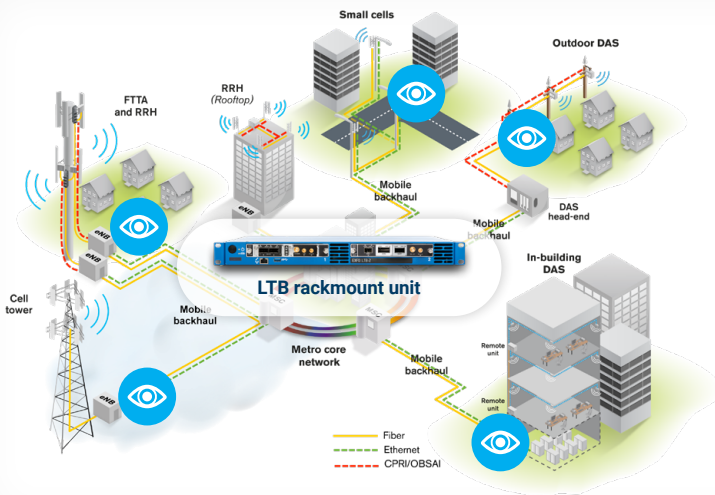 Small cells
Outdoor DAS
RRH
(Rooftop)
FTTA
and RRH
Mobile
backhaul
DAS
head-end
eNB
Mobile
backhaul
eNB
eNB
LTB rackmount unit
In-building
DAS
Cell
tower
MSC
MSC
Mobile
backhaul
Metro core
network
Mobile
backhaul
Remote
unit
Remote
unit
eNB
Fiber
Ethernet
CPRI/OBSAI